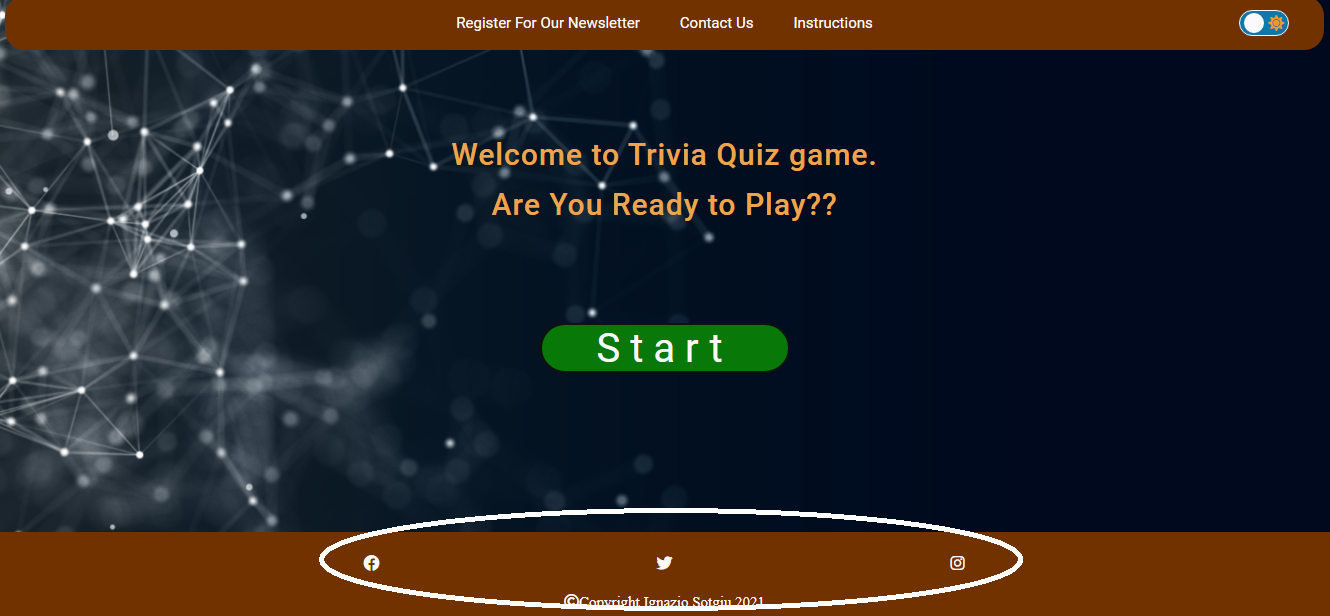 Register For Our Newsletter Contact Us Instructions
Welcome to Trivia Quiz game.
Are You Ready to Play??
Start
©Copyright Ignazio Sotgiu 2021